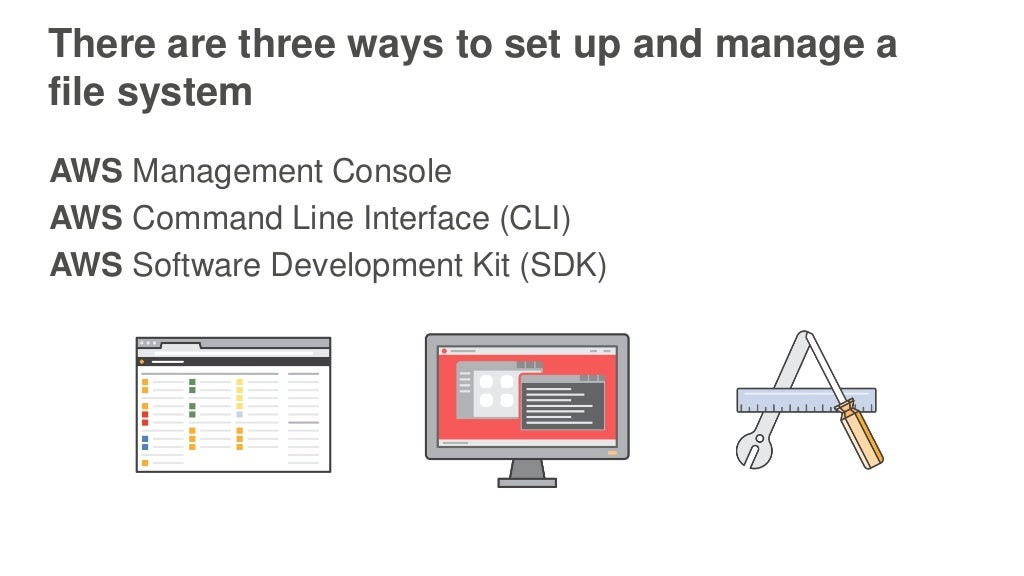 There are three ways to set up and manage a
file system
AWS Management Console
AWS Command Line Interface (CLI)
AWS Software Development Kit (SDK)